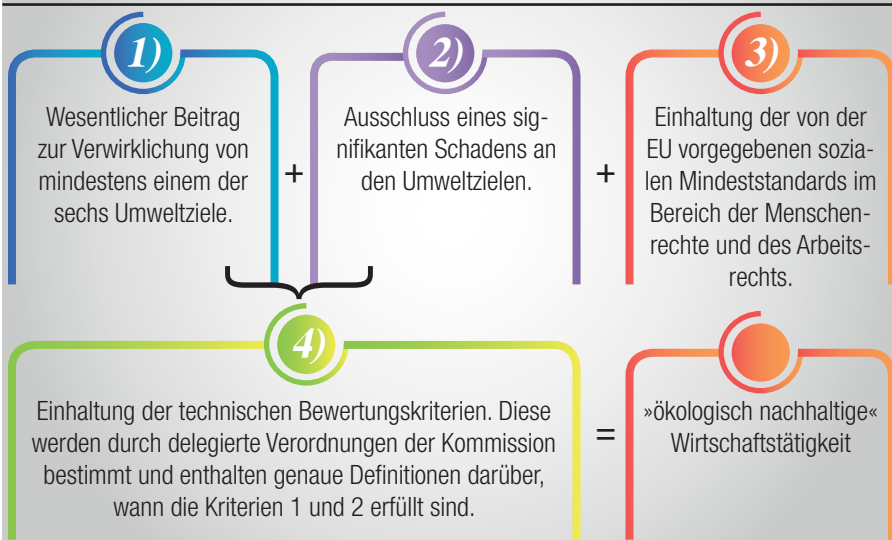 1)
Wesentlicher Beitrag
zur Verwirklichung von
mindestens einem der
sechs Umweltziele.
+
2)
Ausschluss eines sig-
nifikanten Schadens an
den Umweltzielen.
+
3)
Einhaltung der von der
EU vorgegebenen sozia-
len Mindeststandards im
Bereich der Menschen-
rechte und des Arbeits-
rechts.
4)
Einhaltung der technischen Bewertungskriterien. Diese
werden durch delegierte Verordnungen der Kommission
bestimmt und enthalten genaue Definitionen darüber,
wann die Kriterien 1 und 2 erfüllt sind.
=
»ökologisch nachhaltige«
Wirtschaftstätigkeit